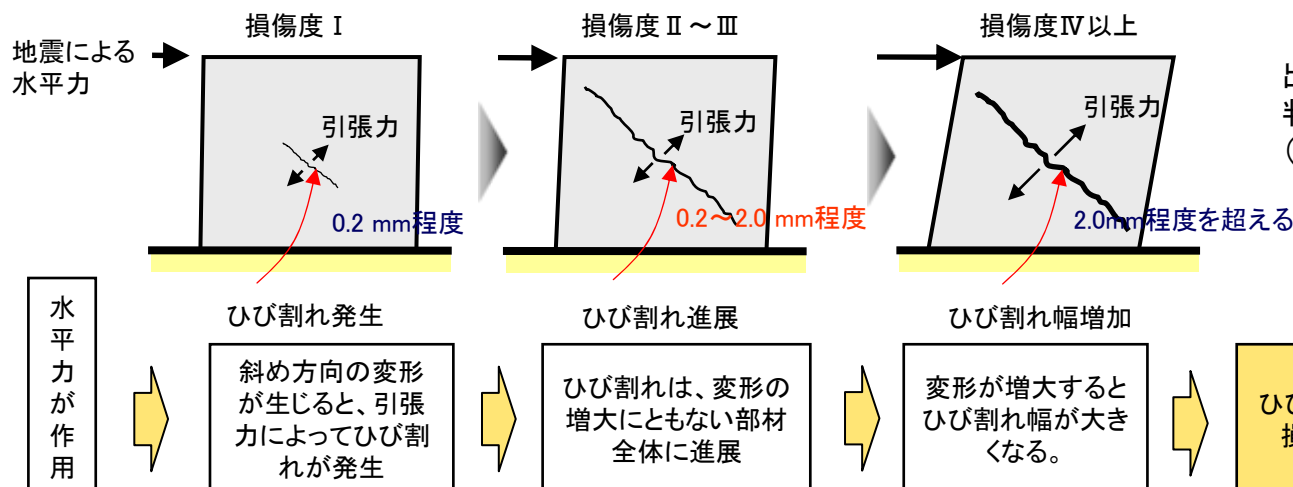 損傷度Ⅰ
損傷度Ⅱ～Ⅲ
損傷度Ⅳ以上
地震による
水平力
引張力
引張力
引張力
0.2 mm程度
0.2～2.0 mm程度
2.0mm程度を超える
ひび割れ発生
ひび割れ進展
ひび割れ幅増加
水平力が作用
斜め方向の変形
が生じると、引張
力によってひび割
れが発生
ひび割れは、変形の
増大にともない部材
全体に進展
変形が増大すると
ひび割れ幅が大き
くなる。
ひび
損